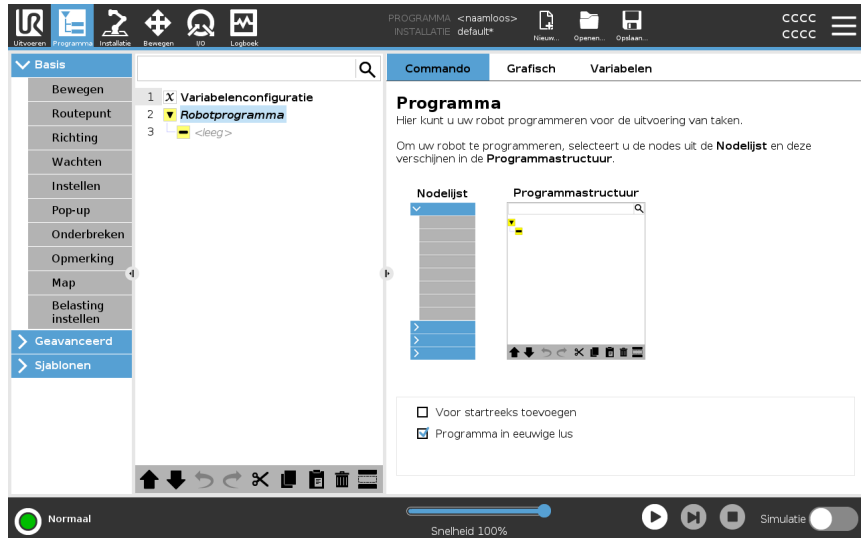 UR
PROGRAMMA <naamloos>
INSTALLATIE default*
Uitvoeren Programma Installatie Bewegen I/O Logboek
Nieuw... Openen... Opslaan...
CCCC
CCCC
Basis
Bewegen
Routepunt
Richting
Wachten
Instellen
Pop-up
Onderbreken
Opmerking
Map
Belasting
instellen
Geavanceerd
Sjablonen
1 X Variabelenconfiguratie
2 Robotprogramma
3 <leeg>
Commando Grafisch Variabelen
Programma
Hier kunt u uw robot programmeren voor de uitvoering van taken.
Om uw robot te programmeren, selecteert u de nodes uit de Nodelijst en deze
verschijnen in de Programmastructuur.
Nodelijst Programmastructuur
Voor startreeks toevoegen
Programma in eeuwige lus
Normaal
Snelheid 100%
Simulatie